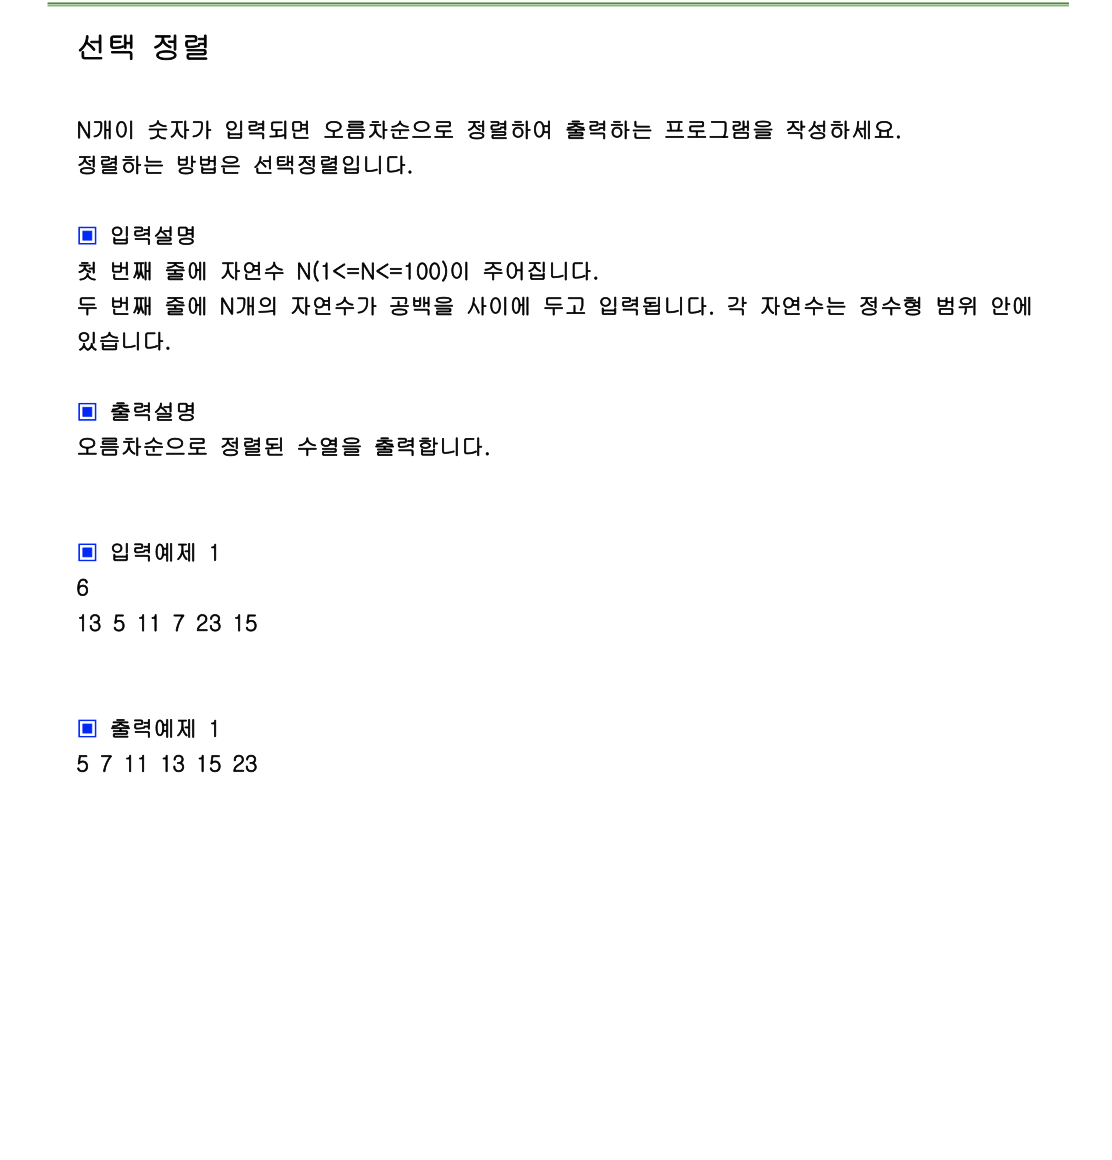 선택 정렬
N개이 숫자가 입력되면 오름차순으로 정렬하여 출력하는 프로그램을 작성하세요.
정렬하는 방법은 선택정렬입니다.
▣ 입력설명
첫 번째 줄에 자연수 N(1<=N<=100)이 주어집니다.
두 번째 줄에 N개의 자연수가 공백을 사이에 두고 입력됩니다. 각 자연수는 정수형 범위 안에
있습니다.
▣ 출력설명
오름차순으로 정렬된 수열을 출력합니다.
▣ 입력예제 1
6
13 5 11 7 23 15
▣ 출력예제 1
5 7 11 13 15 23